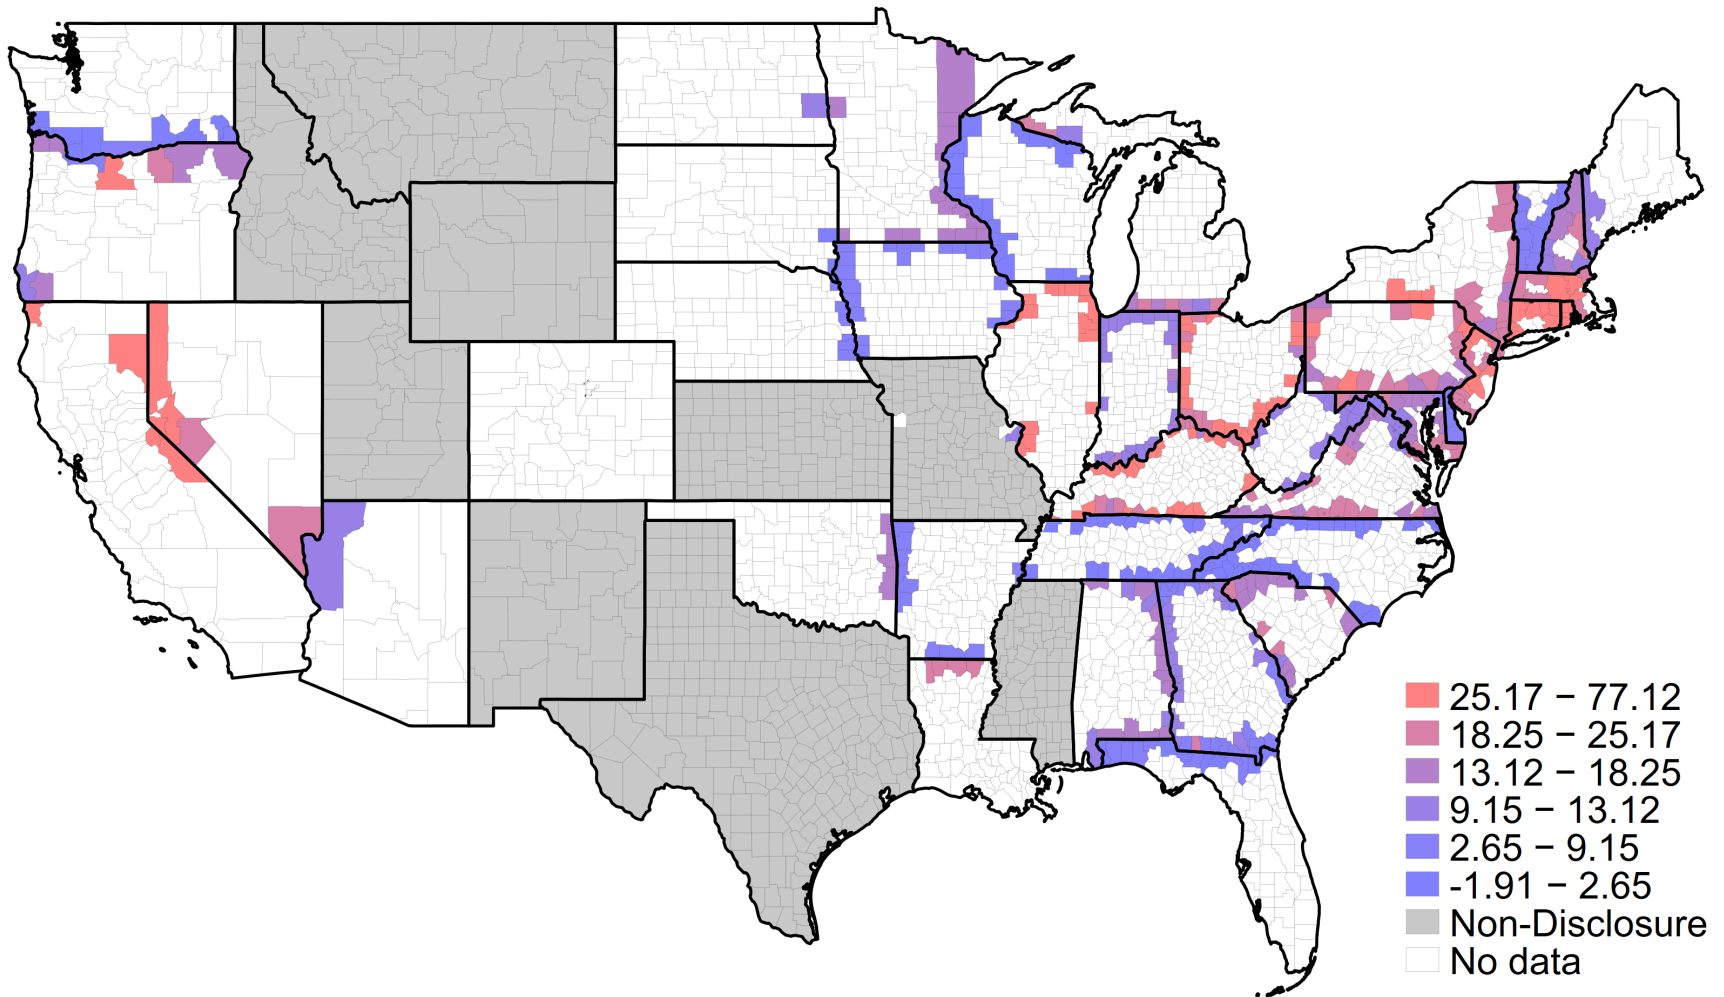 25.17 − 77.12
18.25 − 25.17
13.12 − 18.25
9.15 − 13.12
2.65 − 9.15
-1.91 − 2.65
Non-Disclosure
No data